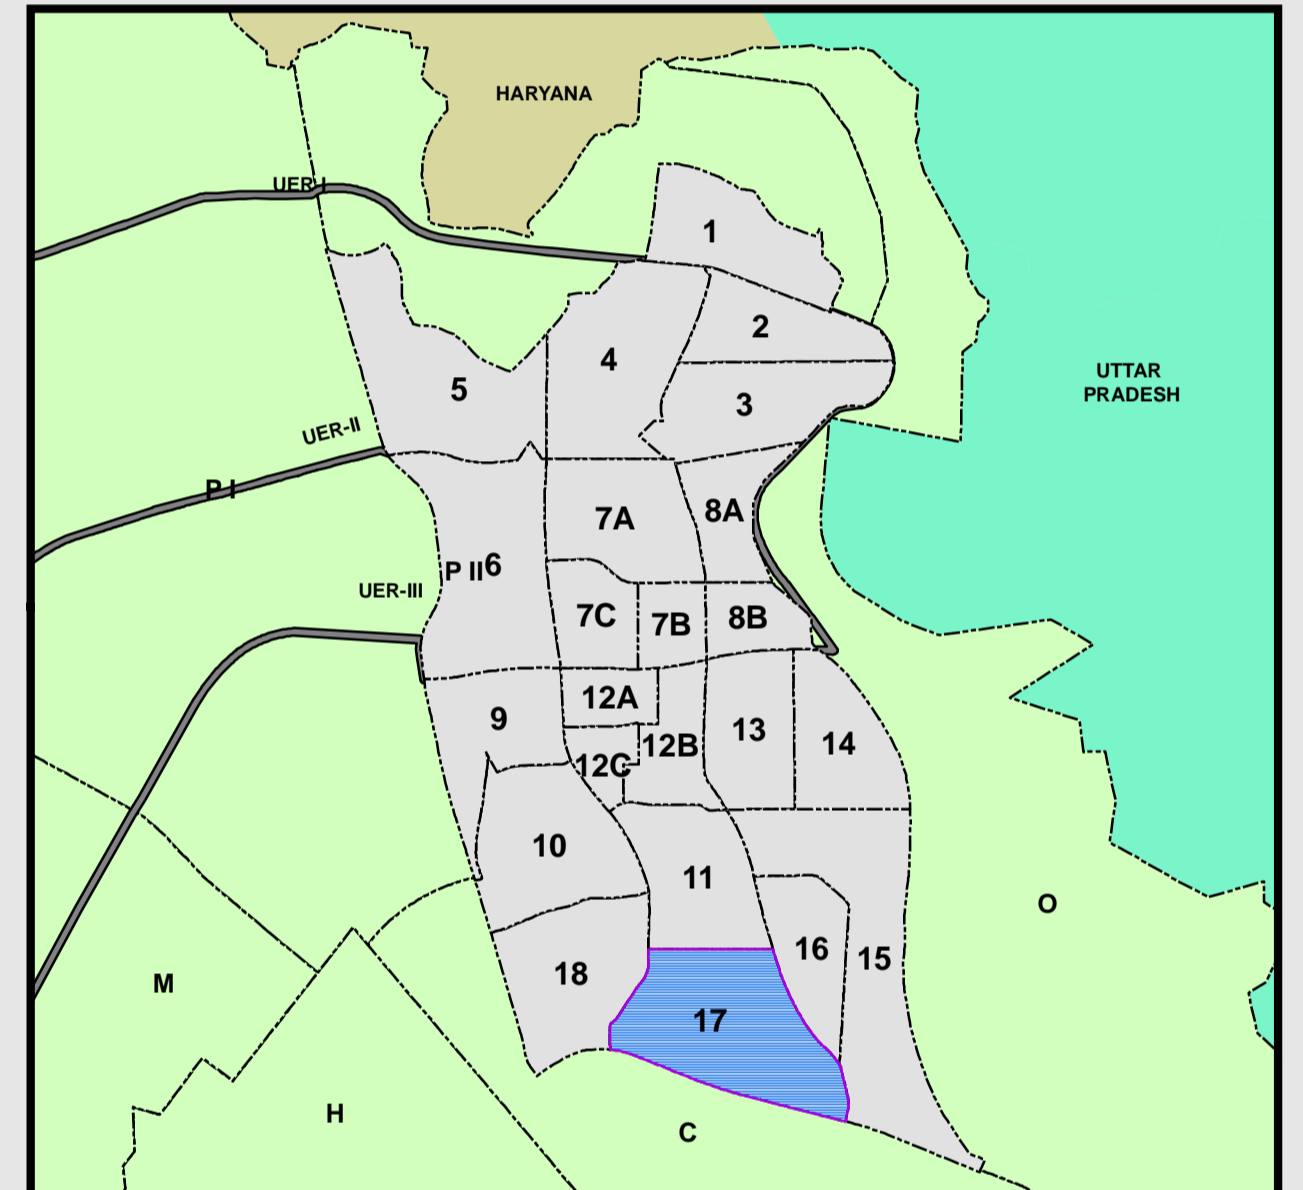 HARYANA
UER-I
1
2
UTTAR
PRADESH
4
5
3
UER-II
P I
7A
8A
P II
6
UER-III
7C
7B
8B
12A
9
13
14
12B
12C
10
11
O
16
15
18
M
17
H
C